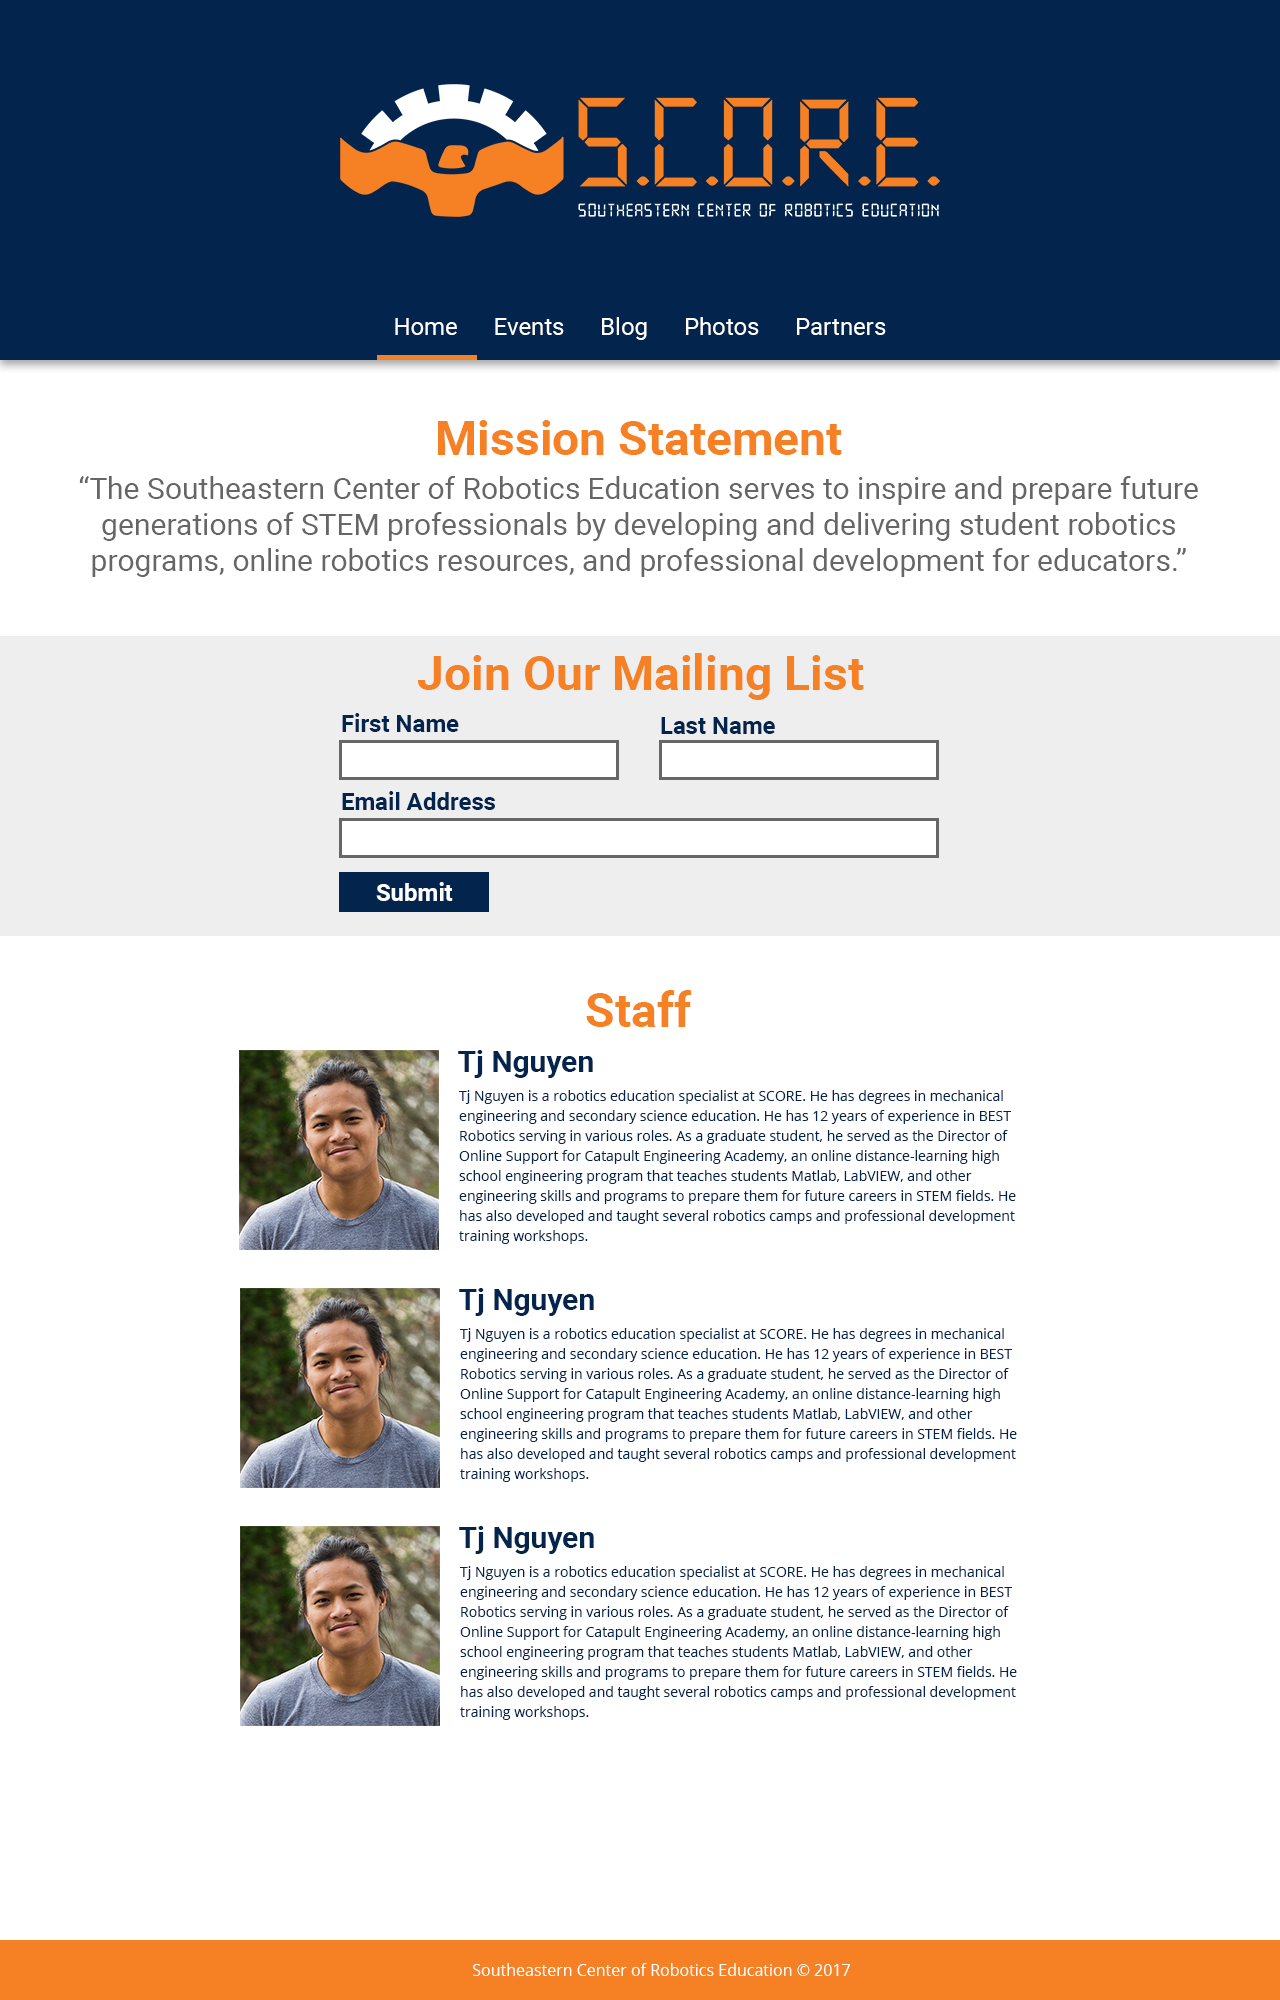 S.C.O.R.E.
SOUTHEASTERN CENTER OF ROBOTICS EDUCATION
Home Events Blog Photos Partners
Mission Statement
“The Southeastern Center of Robotics Education serves to inspire and prepare future
generations of STEM professionals by developing and delivering student robotics
programs, online robotics resources, and professional development for educators.”
Join Our Mailing List
First Name Last Name
Email Address
Submit
Staff
Tj Nguyen
Tj Nguyen is a robotics education specialist at SCORE. He has degrees in mechanical
engineering and secondary science education. He has 12 years of experience in BEST
Robotics serving in various roles. As a graduate student, he served as the Director of
Online Support for Catapult Engineering Academy, an online distance-learning high
school engineering program that teaches students Matlab, LabVIEW, and other
engineering skills and programs to prepare them for future careers in STEM fields. He
has also developed and taught several robotics camps and professional development
training workshops.
Tj Nguyen
Tj Nguyen is a robotics education specialist at SCORE. He has degrees in mechanical
engineering and secondary science education. He has 12 years of experience in BEST
Robotics serving in various roles. As a graduate student, he served as the Director of
Online Support for Catapult Engineering Academy, an online distance-learning high
school engineering program that teaches students Matlab, LabVIEW, and other
engineering skills and programs to prepare them for future careers in STEM fields. He
has also developed and taught several robotics camps and professional development
training workshops.
Tj Nguyen
Tj Nguyen is a robotics education specialist at SCORE. He has degrees in mechanical
engineering and secondary science education. He has 12 years of experience in BEST
Robotics serving in various roles. As a graduate student, he served as the Director of
Online Support for Catapult Engineering Academy, an online distance-learning high
school engineering program that teaches students Matlab, LabVIEW, and other
engineering skills and programs to prepare them for future careers in STEM fields. He
has also developed and taught several robotics camps and professional development
training workshops.
Southeastern Center of Robotics Education © 2017